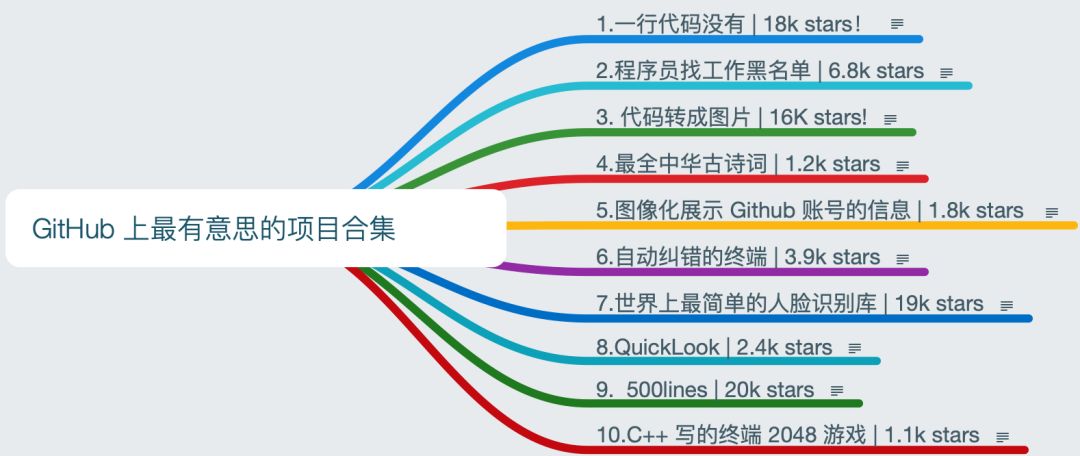 GitHub 上最有意思的项目合集
1.一行代码没有 | 18k stars!
2.程序员找工作黑名单 | 6.8k stars
3. 代码转成图片 | 16K stars!
4.最全中华古诗词 | 1.2k stars
5.图像化展示 Github 账号的信息 | 1.8k stars
6.自动纠错的终端 | 3.9k stars
7.世界上最简单的人脸识别库 | 19k stars
8.QuickLook | 2.4k stars
9. 500lines | 20k stars
10.C++ 写的终端 2048 游戏 | 1.1k stars